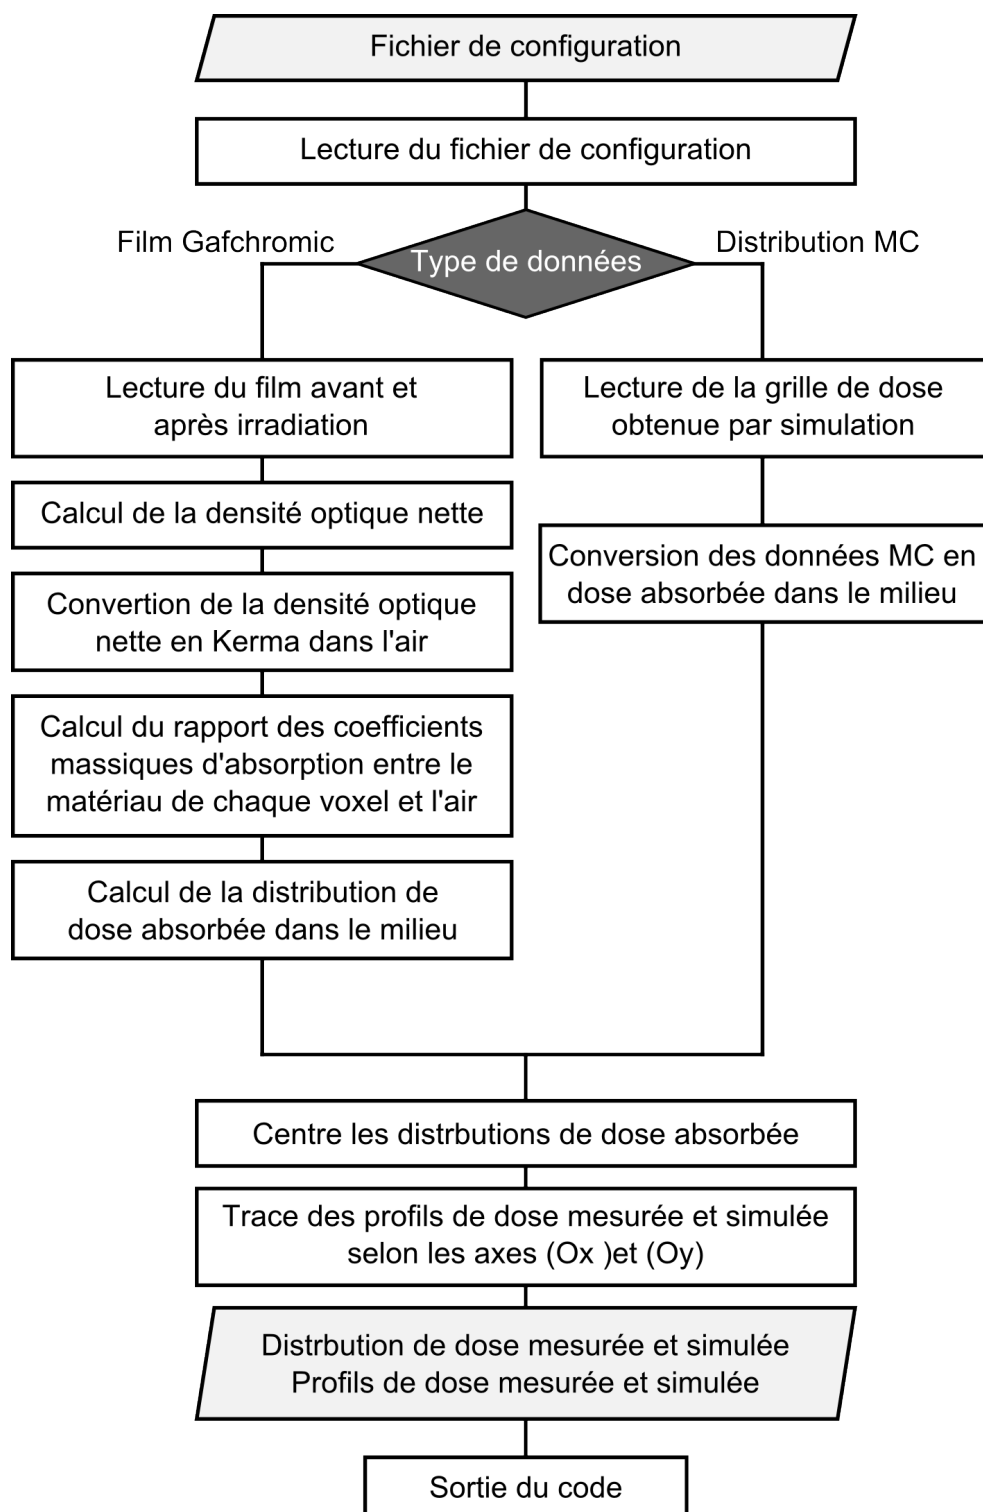 Fichier de configuration
Lecture du fichier de configuration
Film Gafchromic
Type de données
Distribution MC
Lecture du film avant et
après irradiation
Calcul de la densité optique nette
Convertion de la densité optique
nette en Kerma dans l'air
Calcul du rapport des coefficients
massiques d'absorption entre le
matériau de chaque voxel et l'air
Calcul de la distribution de
dose absorbée dans le milieu
Lecture de la grille de dose
obtenue par simulation
Conversion des données MC en
dose absorbée dans le milieu
Centre les distrbutions de dose absorbée
Trace des profils de dose mesurée et simulée
selon les axes (Ox )et (Oy)
Distrbution de dose mesurée et simulée
Profils de dose mesurée et simulée
Sortie du code